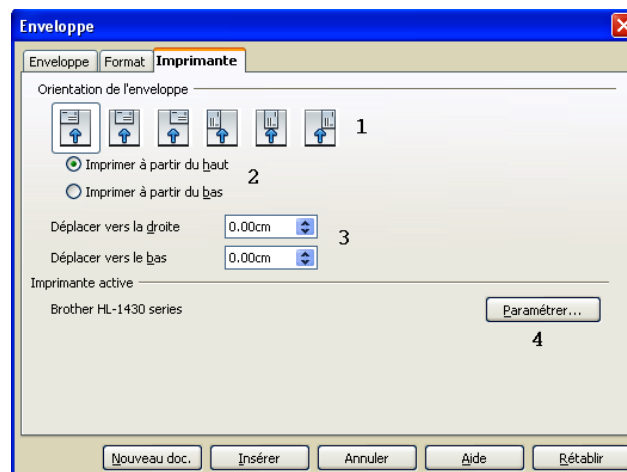 Enveloppe
Enveloppe Format Imprimante
Orientation de l'enveloppe
1
Imprimer à partir du haut
2
Imprimer à partir du bas
Déplacer vers la droite 0.00cm
3
Déplacer vers le bas 0.00cm
Imprimante active
Brother HL-1430 series Paramétrer...
4
Nouveau doc. Insérer Annuler Aide Rétablir